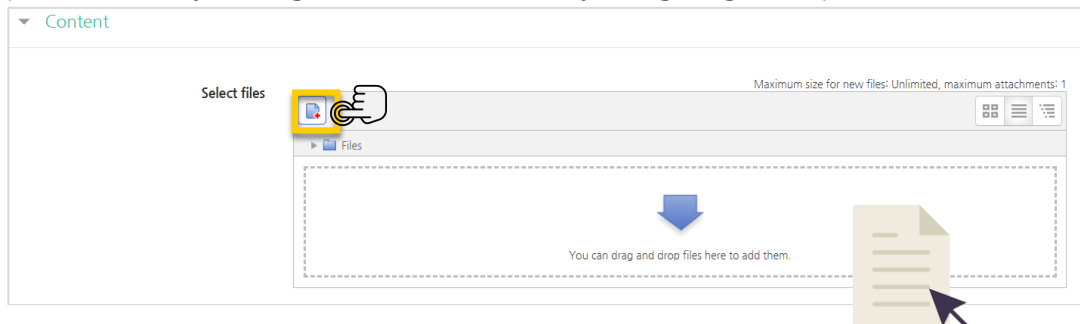 Content
Maximum size for new files: Unlimited, maximum attachments: 1
Select files
Files
You can drag and drop files here to add them.